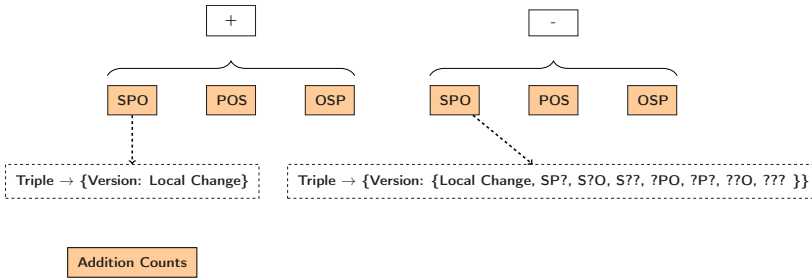 + -
SPO POS OSP SPO POS OSP
Triple → {Version: Local Change} Triple → {Version: {Local Change, SP?, S?O, S??, ?PO, ?P?, ??O, ??? }}
Addition Counts